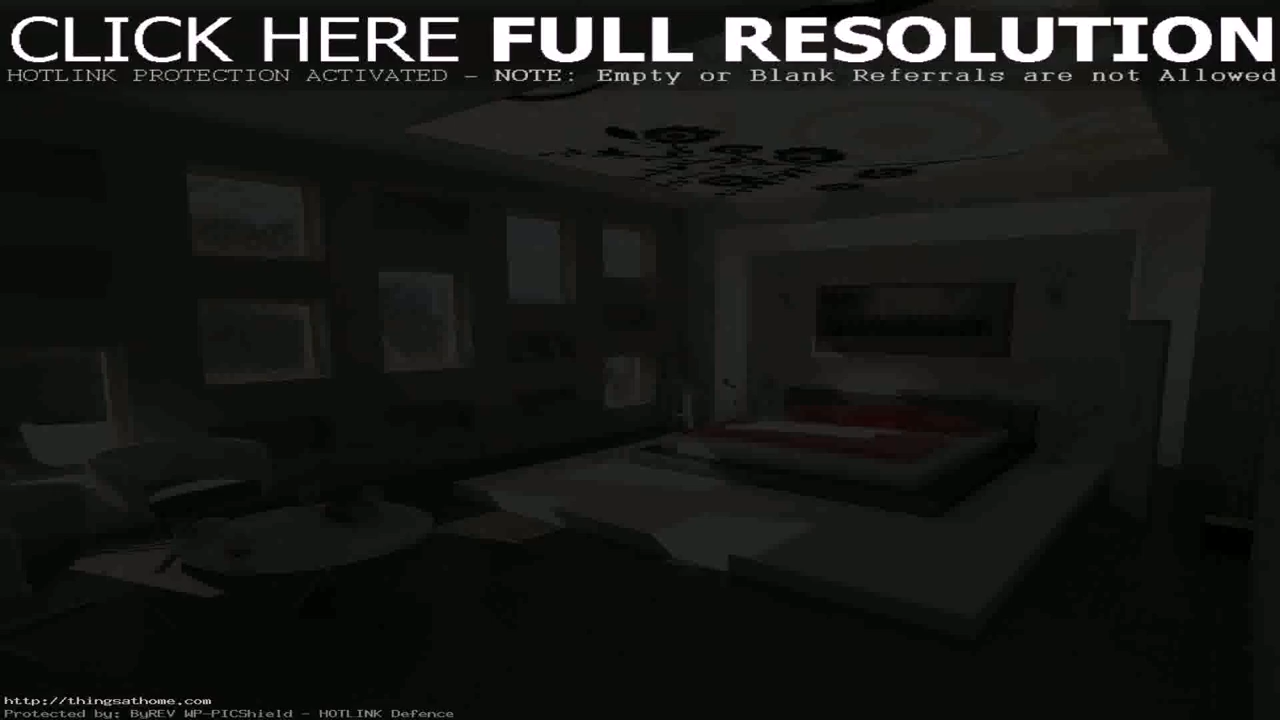 CLICK HERE FULL RESOLUTION
HOTLINK PROTECTION ACTIVATED - NOTE: Empty or Blank Referrals are not Allowed
http://thingsathome.com
Protected by: ByREV WP-PICShield - HOTLINK Defence